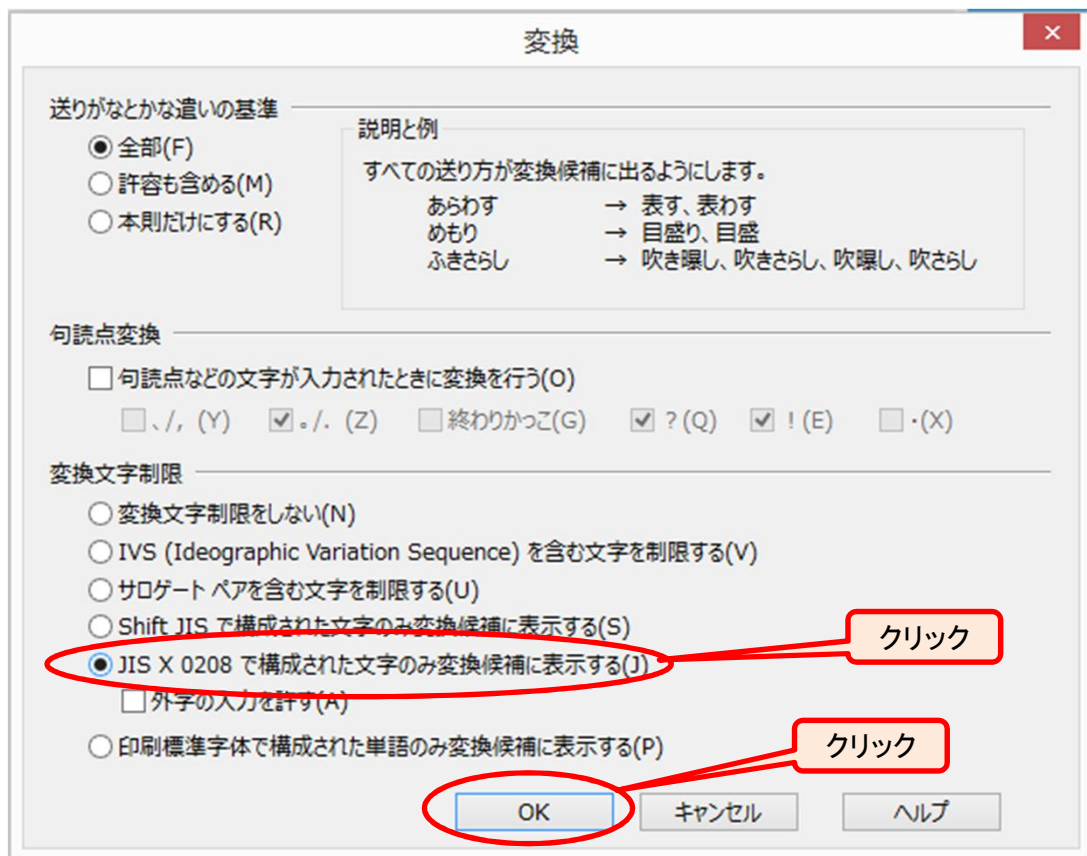 変換
送りがなとかな遣いの基準
全部(F)
許容も含める(M)
本則だけにする(R)
説明と例
すべての送り方が変換候補に出るようにします。
あらわす → 表す、表わす
めもり → 目盛り、目盛
ふきさらし → 吹き曝し、吹きさらし、吹曝し、吹さらし
句読点変換
句読点などの文字が入力されたときに変換を行う(O)
、/, (Y) 。/. (Z) 終わりかっこ(G) ? (Q) ! (E) ・(X)
変換文字制限
変換文字制限をしない(N)
IVS (Ideographic Variation Sequence) を含む文字を制限する(V)
サロゲート ペアを含む文字を制限する(U)
Shift JIS で構成された文字のみ変換候補に表示する(S)
クリック
JIS X 0208 で構成された文字のみ変換候補に表示する(J)
外字の入力を許す(A)
印刷標準字体で構成された単語のみ変換候補に表示する(P)
クリック
OK キャンセル ヘルプ